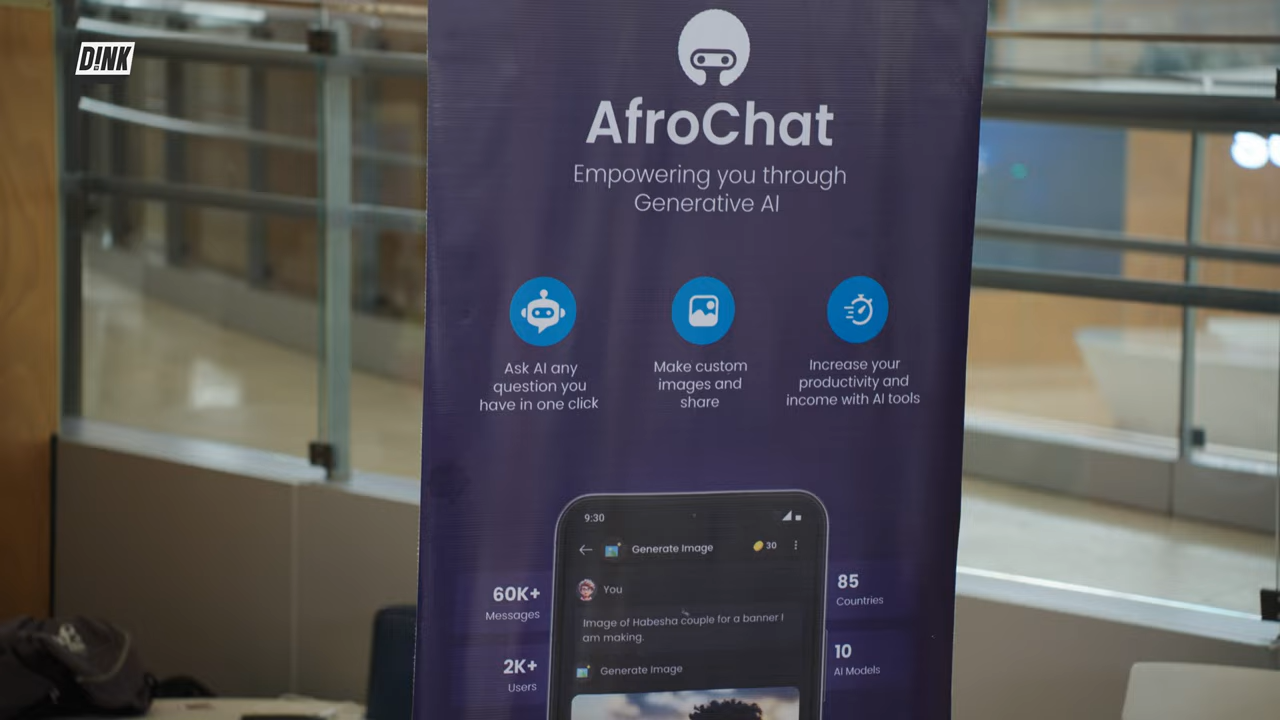 D!NK
AfroChat
Empowering you through
Generative AI
Ask AI any
question you
have in one click
Make custom
images and
share
Increase your
productivity and
income with AI tools
9:30
Generate Image
30
You
Image of Habesha couple for a banner I
am making.
Generate Image
60K+
Messages
2K+
Users
85
Countries
10
AI Models